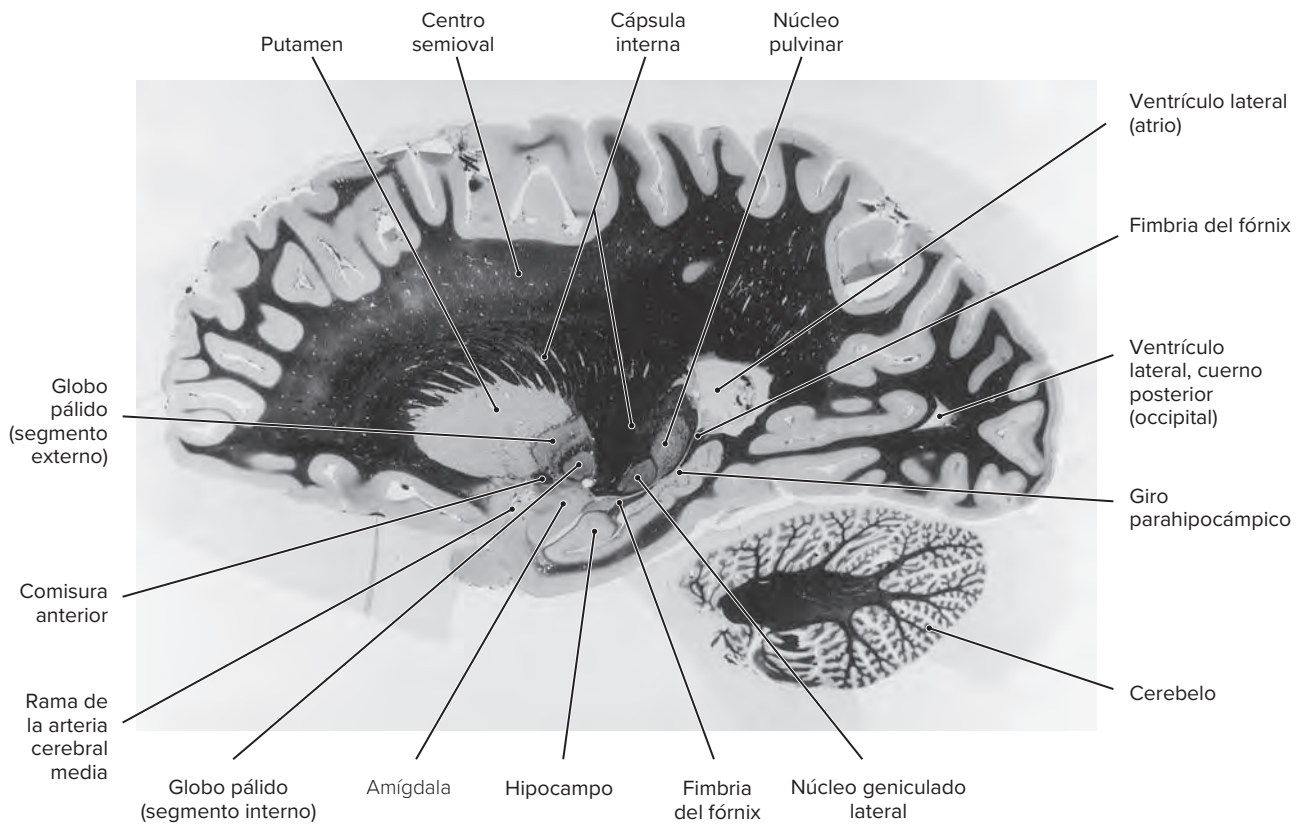 Putamen
Centro
semioval
Cápsula
interna
Núcleo
pulvinar
Ventrículo lateral
(atrio)
Fimbria del fórnix
Ventrículo
lateral, cuerno
posterior
(occipital)
Giro
parahipocámpico
Cerebelo
Globo
pálido
(segmento
externo)
Comisura
anterior
Rama de
la arteria
cerebral
media
Globo pálido
(segmento interno)
Amígdala
Hipocampo
Fimbria
del fórnix
Núcleo geniculado
lateral